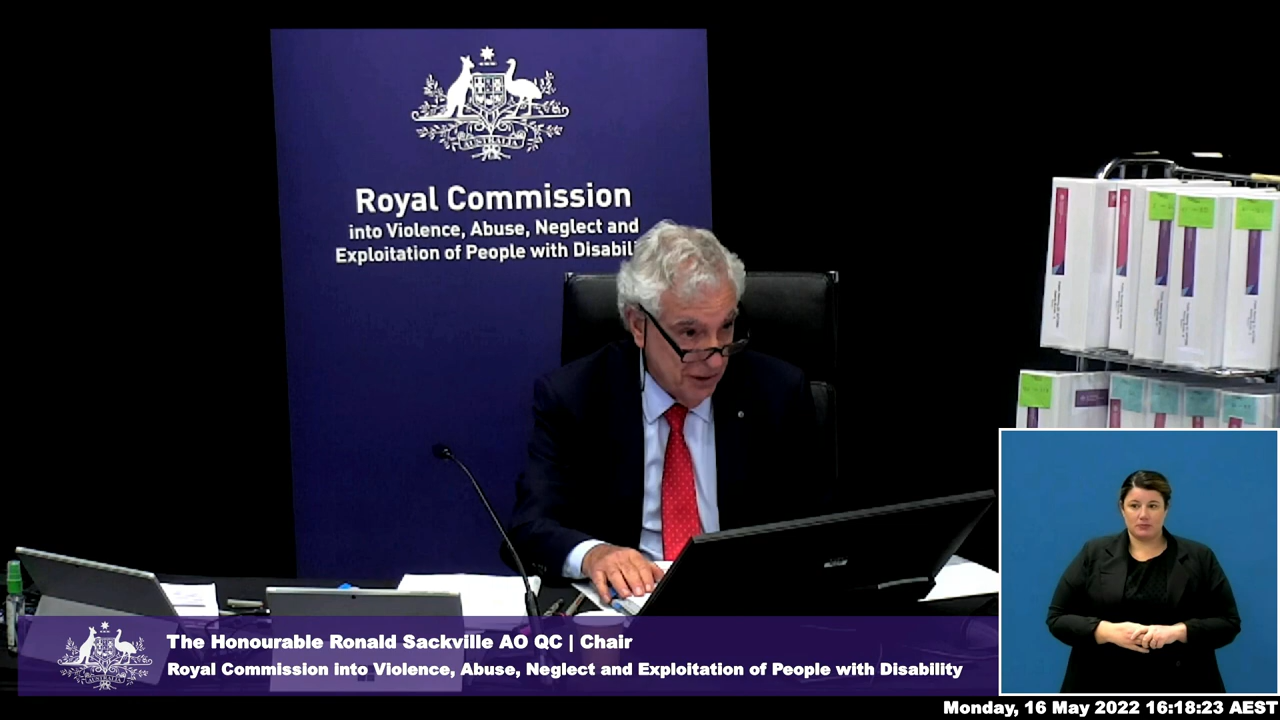 AUSTRALIA
Royal Commission
into Violence, Abuse, Neglect and
Exploitation of People with Disabili
The Honourable Ronald Sackville AO QC | Chair
Royal Commission into Violence, Abuse, Neglect and Exploitation of People with Disability
Monday, 16 May 2022 16:18:23 AEST